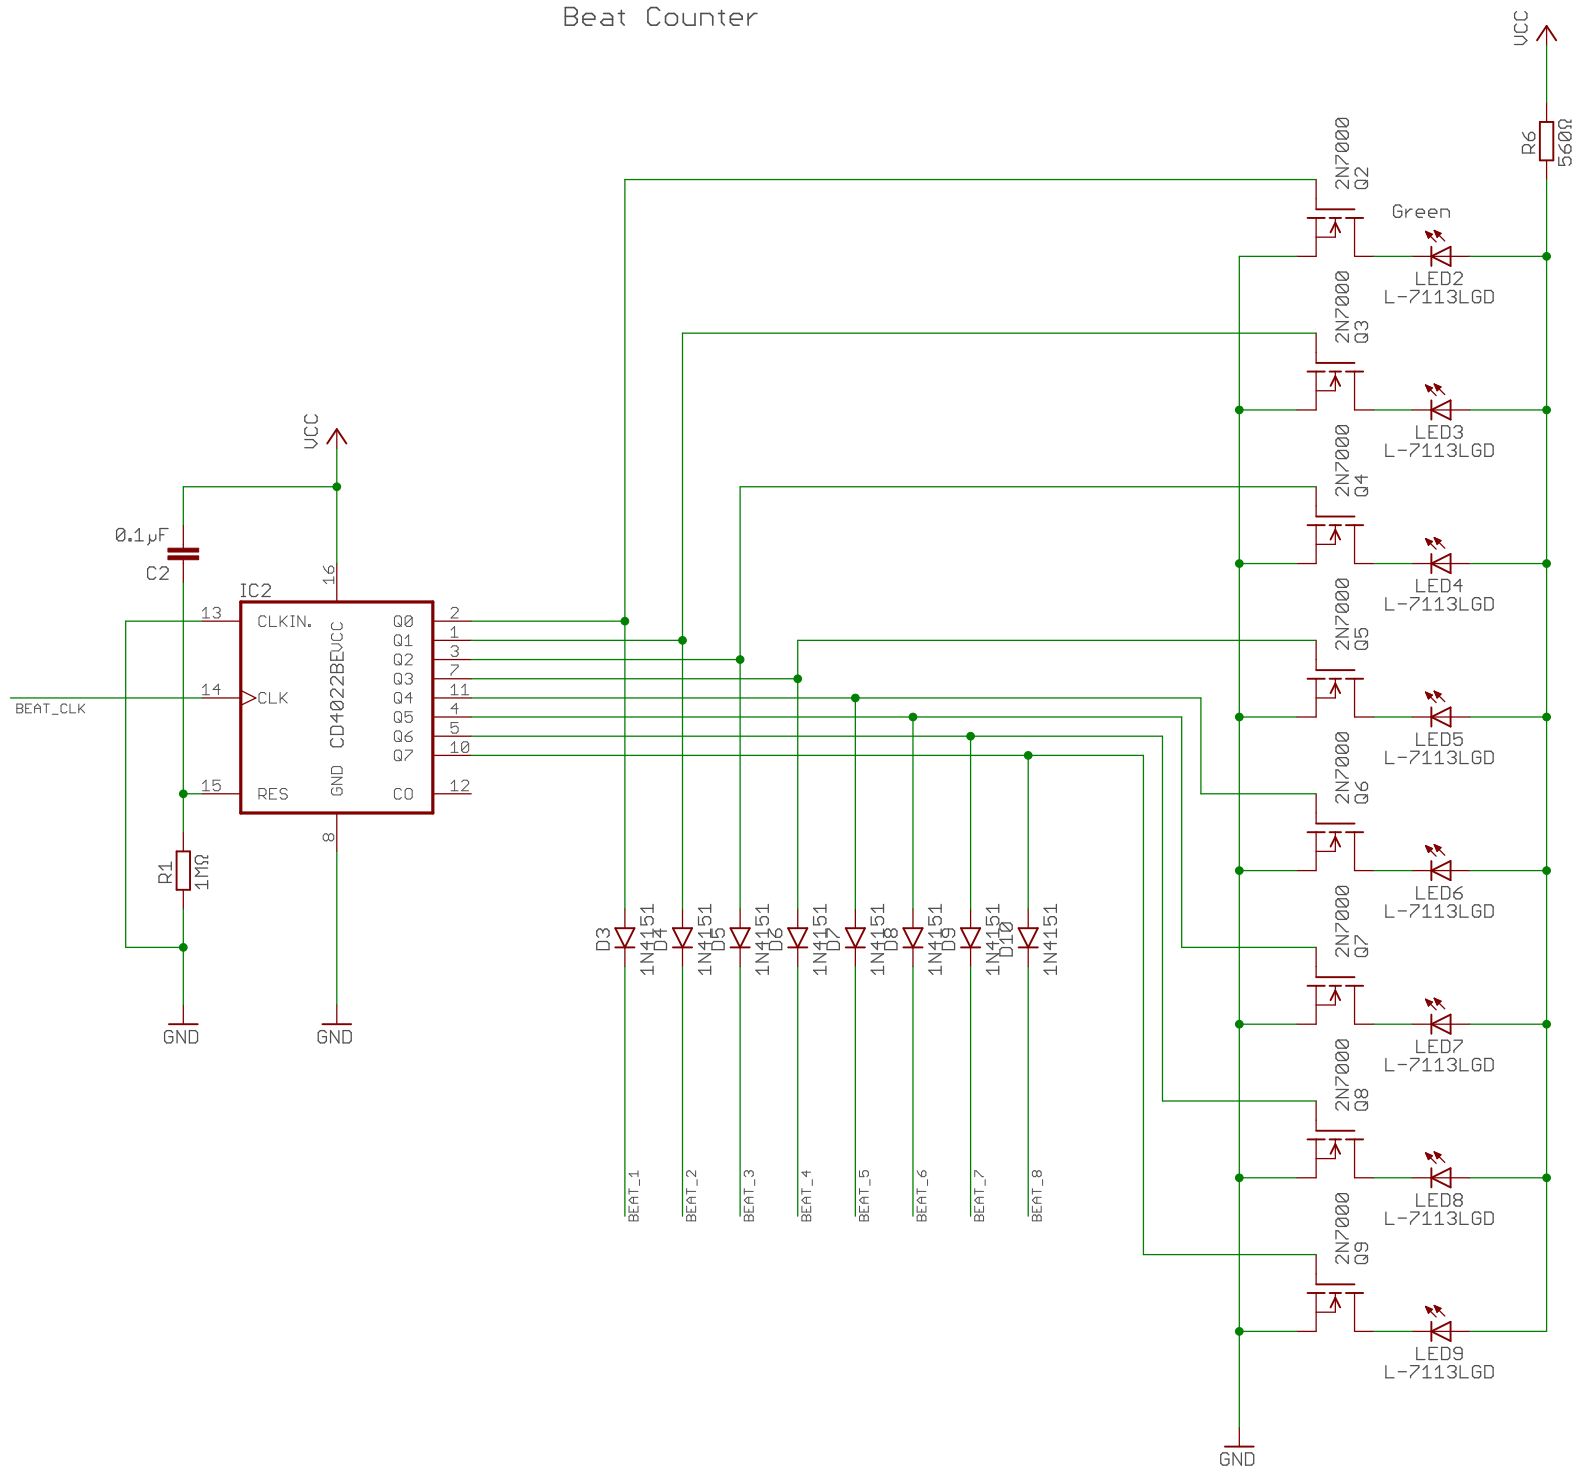 Beat Counter
VCC
R6
560Ω
2N7000
Q2
Green
LED2
L-7113LGD
2N7000
Q3
LED3
L-7113LGD
2N7000
Q4
LED4
L-7113LGD
2N7000
Q5
LED5
L-7113LGD
2N7000
Q6
LED6
L-7113LGD
2N7000
Q7
LED7
L-7113LGD
2N7000
Q8
LED8
L-7113LGD
2N7000
Q9
LED9
L-7113LGD
GND
VCC
0.1µF
C2
IC2
16
13
CLKIN.
14
CLK
BEAT_CLK
15
RES
CD4022BE
VCC
GND
8
Q0
2
Q1
1
Q2
3
Q3
7
Q4
11
Q5
4
Q6
5
Q7
10
CO
12
R1
1MΩ
GND
GND
D3
1N4151
D4
1N4151
D5
1N4151
D6
1N4151
D7
1N4151
D8
1N4151
D9
1N4151
D10
1N4151
BEAT_1
BEAT_2
BEAT_3
BEAT_4
BEAT_5
BEAT_6
BEAT_7
BEAT_8